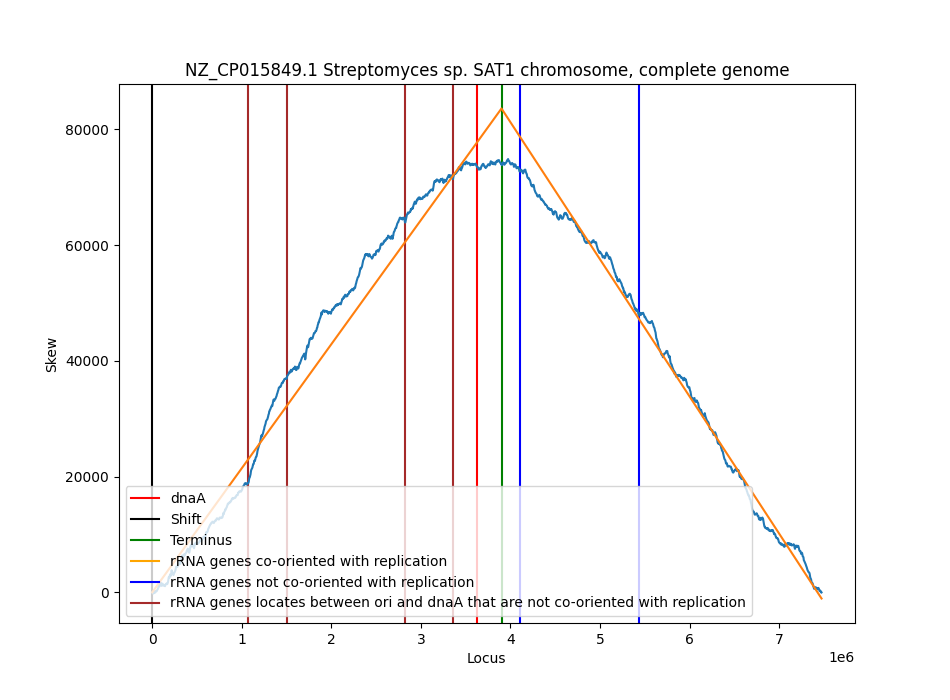 NZ_CP015849.1 Streptomyces sp. SAT1 chromosome, complete genome
Skew
80000
60000
40000
20000
0
dnaA
Shift
Terminus
rRNA genes co-oriented with replication
rRNA genes not co-oriented with replication
rRNA genes locates between ori and dnaA that are not co-oriented with replication
0 1 2 3 4 5 6 7
1e6
Locus